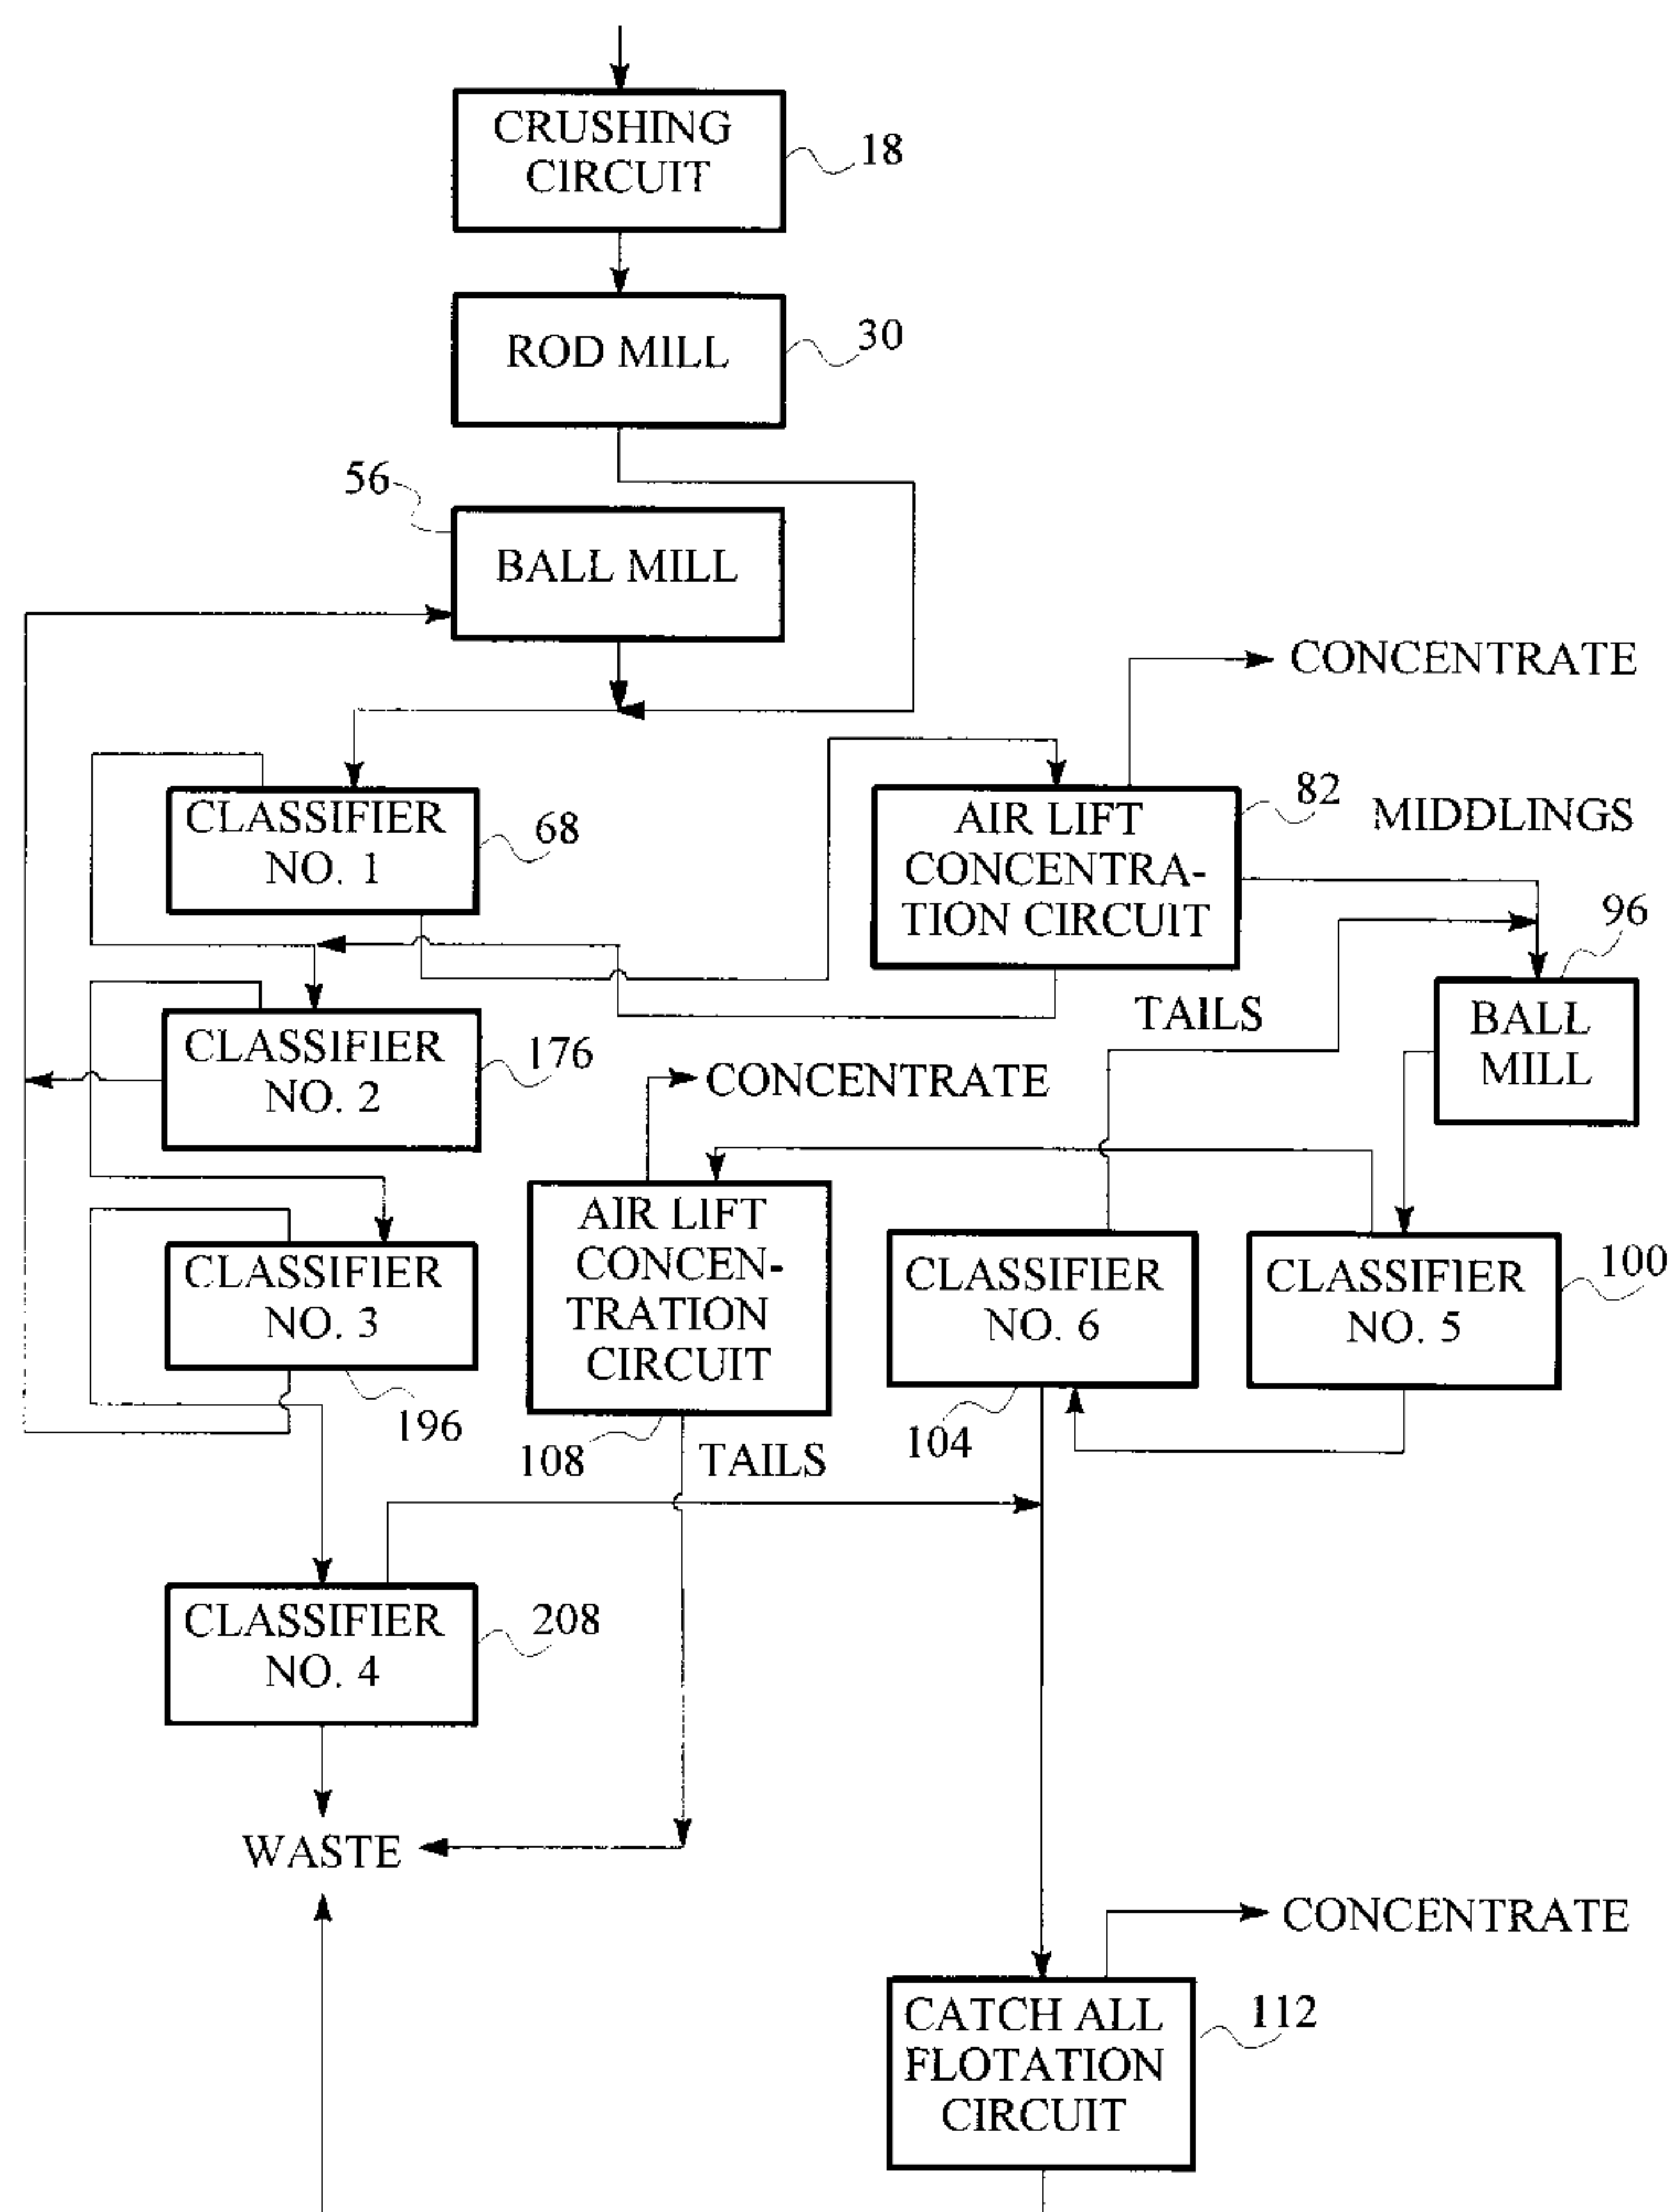 CRUSHING
CIRCUIT
18
ROD MILL
30
56
BALL MILL
CONCENTRATE
CLASSIFIER
NO. 1
68
AIR LIFT
CONCENTRA-
TION CIRCUIT
82
MIDDLINGS
96
TAILS
BALL
MILL
CLASSIFIER
NO. 2
176
CONCENTRATE
AIR LIFT
CONCEN-
TRATION
CIRCUIT
CLASSIFIER
NO. 6
CLASSIFIER
NO. 5
100
CLASSIFIER
NO. 3
196
108
TAILS
104
CLASSIFIER
NO. 4
208
WASTE
CONCENTRATE
CATCH ALL
FLOTATION
CIRCUIT
112